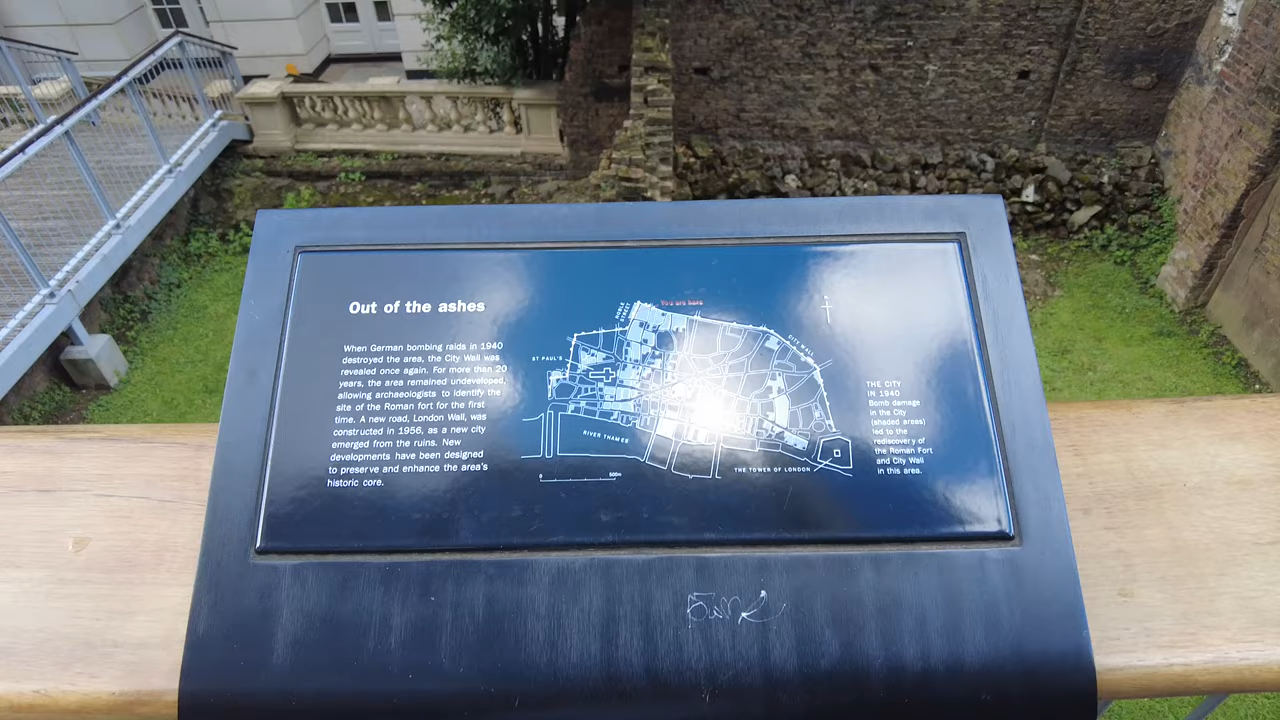 Out of the ashes
When German bombing raids in 1940
destroyed the area, the City Wall was
revealed once again. For more than 20
years, the area remained undeveloped,
allowing archaeologists to identify the
site of the Roman fort for the first
time. A new road, London Wall, was
constructed in 1956, as a new city
emerged from the ruins. New
developments have been designed
to preserve and enhance the area's
historic core.
You are here
NOBLE
STREET
CITY WALL
ST PAUL'S
RIVER THAMES
THE TOWER OF LONDON
0 500m
THE CITY
IN 1940
Bomb damage
in the City
(shaded areas)
led to the
rediscovery of
the Roman Fort
and City Wall
in this area.